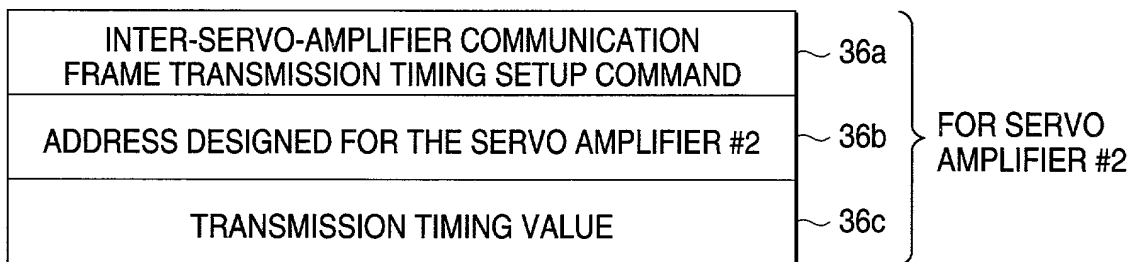 INTER-SERVO-AMPLIFIER COMMUNICATION
FRAME TRANSMISSION TIMING SETUP COMMAND
36a
ADDRESS DESIGNED FOR THE SERVO AMPLIFIER #2
36b
TRANSMISSION TIMING VALUE
36c
FOR SERVO
AMPLIFIER #2